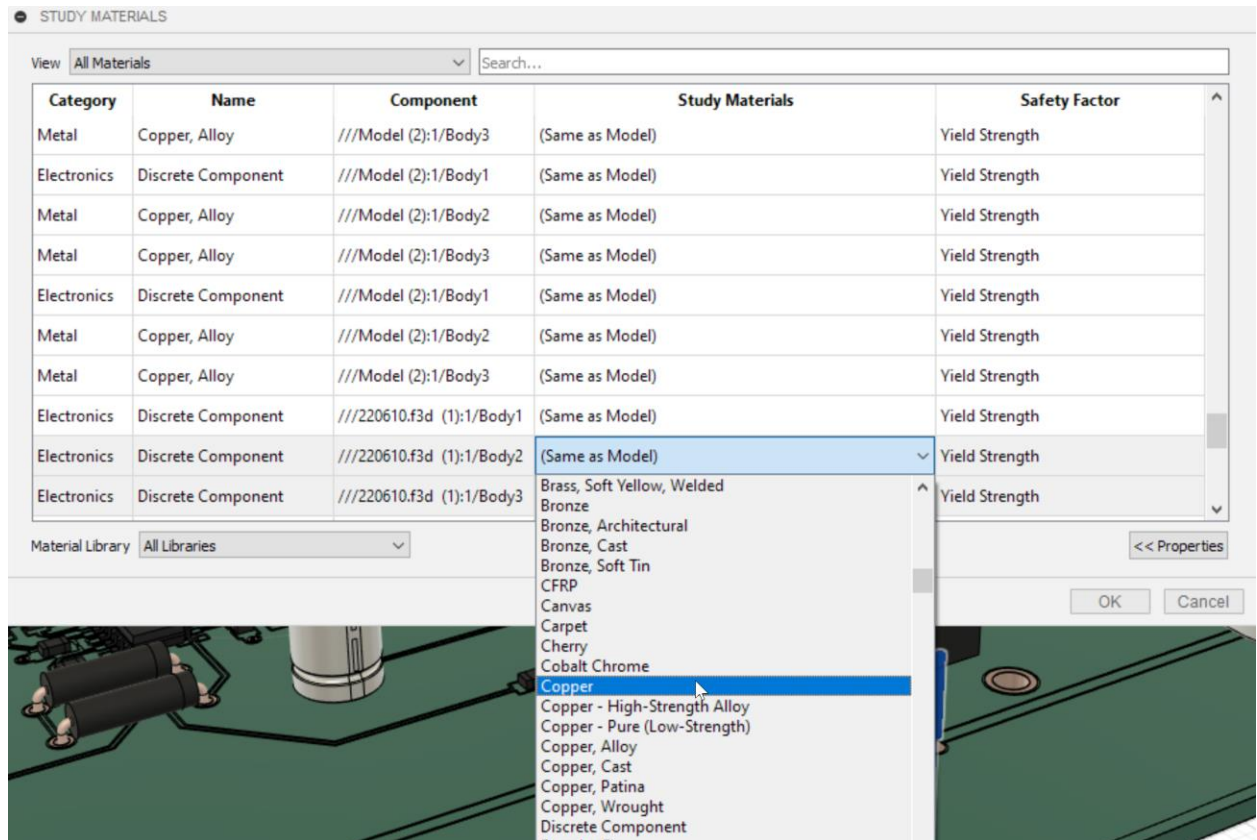 STUDY MATERIALS
View All Materials Search...
Category Name Component Study Materials Safety Factor
Metal Copper, Alloy ///Model (2):1/Body3 (Same as Model) Yield Strength
Electronics Discrete Component ///Model (2):1/Body1 (Same as Model) Yield Strength
Metal Copper, Alloy ///Model (2):1/Body2 (Same as Model) Yield Strength
Metal Copper, Alloy ///Model (2):1/Body3 (Same as Model) Yield Strength
Electronics Discrete Component ///Model (2):1/Body1 (Same as Model) Yield Strength
Metal Copper, Alloy ///Model (2):1/Body2 (Same as Model) Yield Strength
Metal Copper, Alloy ///Model (2):1/Body3 (Same as Model) Yield Strength
Electronics Discrete Component ///220610.f3d (1):1/Body1 (Same as Model) Yield Strength
Electronics Discrete Component ///220610.f3d (1):1/Body2 (Same as Model) Yield Strength
Electronics Discrete Component ///220610.f3d (1):1/Body3 Yield Strength
Brass, Soft Yellow, Welded
Bronze
Bronze, Architectural
Bronze, Cast
Bronze, Soft Tin
CFRP
Canvas
Carpet
Cherry
Cobalt Chrome
Copper
Copper - High-Strength Alloy
Copper - Pure (Low-Strength)
Copper, Alloy
Copper, Cast
Copper, Patina
Copper, Wrought
Discrete Component
Material Library All Libraries << Properties
OK Cancel